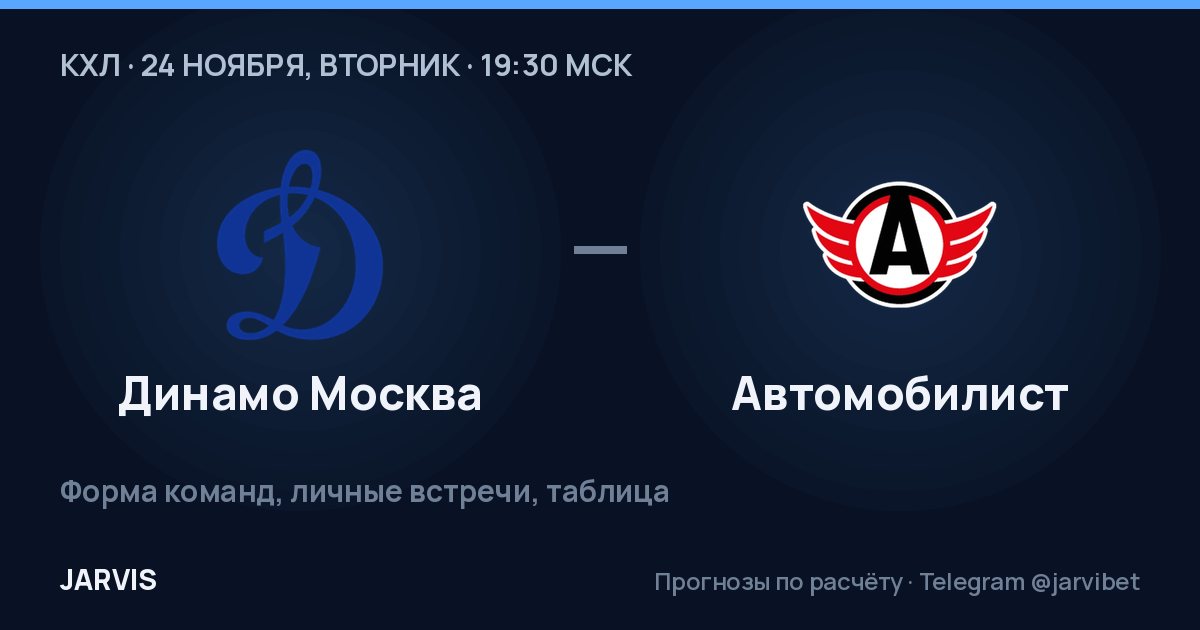 КХЛ · 24 НОЯБРЯ, ВТОРНИК · 19:30 МСК
Д
—
А
Динамо Москва
Автомобилист
Форма команд, личные встречи, таблица
JARVIS
Прогнозы по расчёту · Telegram @jarvibet